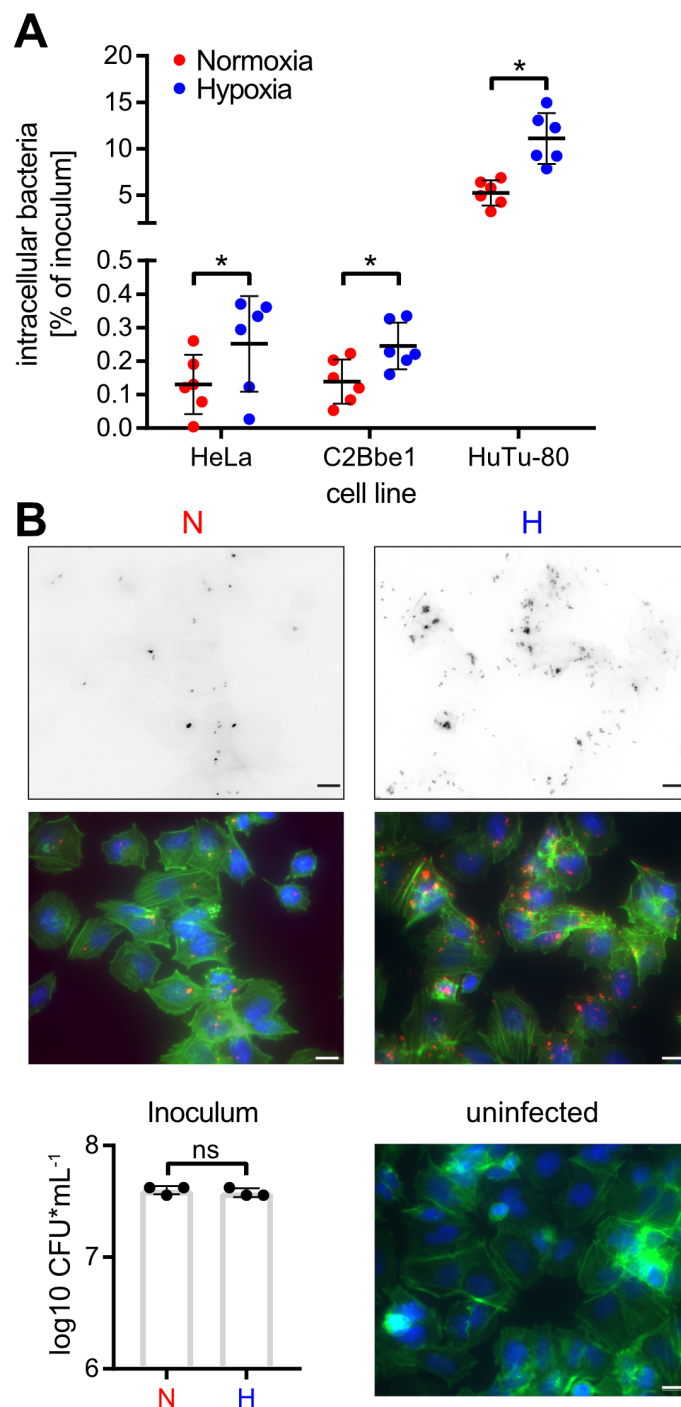 A
Normoxia
Hypoxia
intracellular bacteria
[% of inoculum]
20
15
10
5
0.5
0.4
0.3
0.2
0.1
0.0
*
*
*
HeLa
C2Bbe1
HuTu-80
cell line
B
N
H
Inoculum
uninfected
log10 CFU*mL⁻¹
8
7
6
ns
N
H